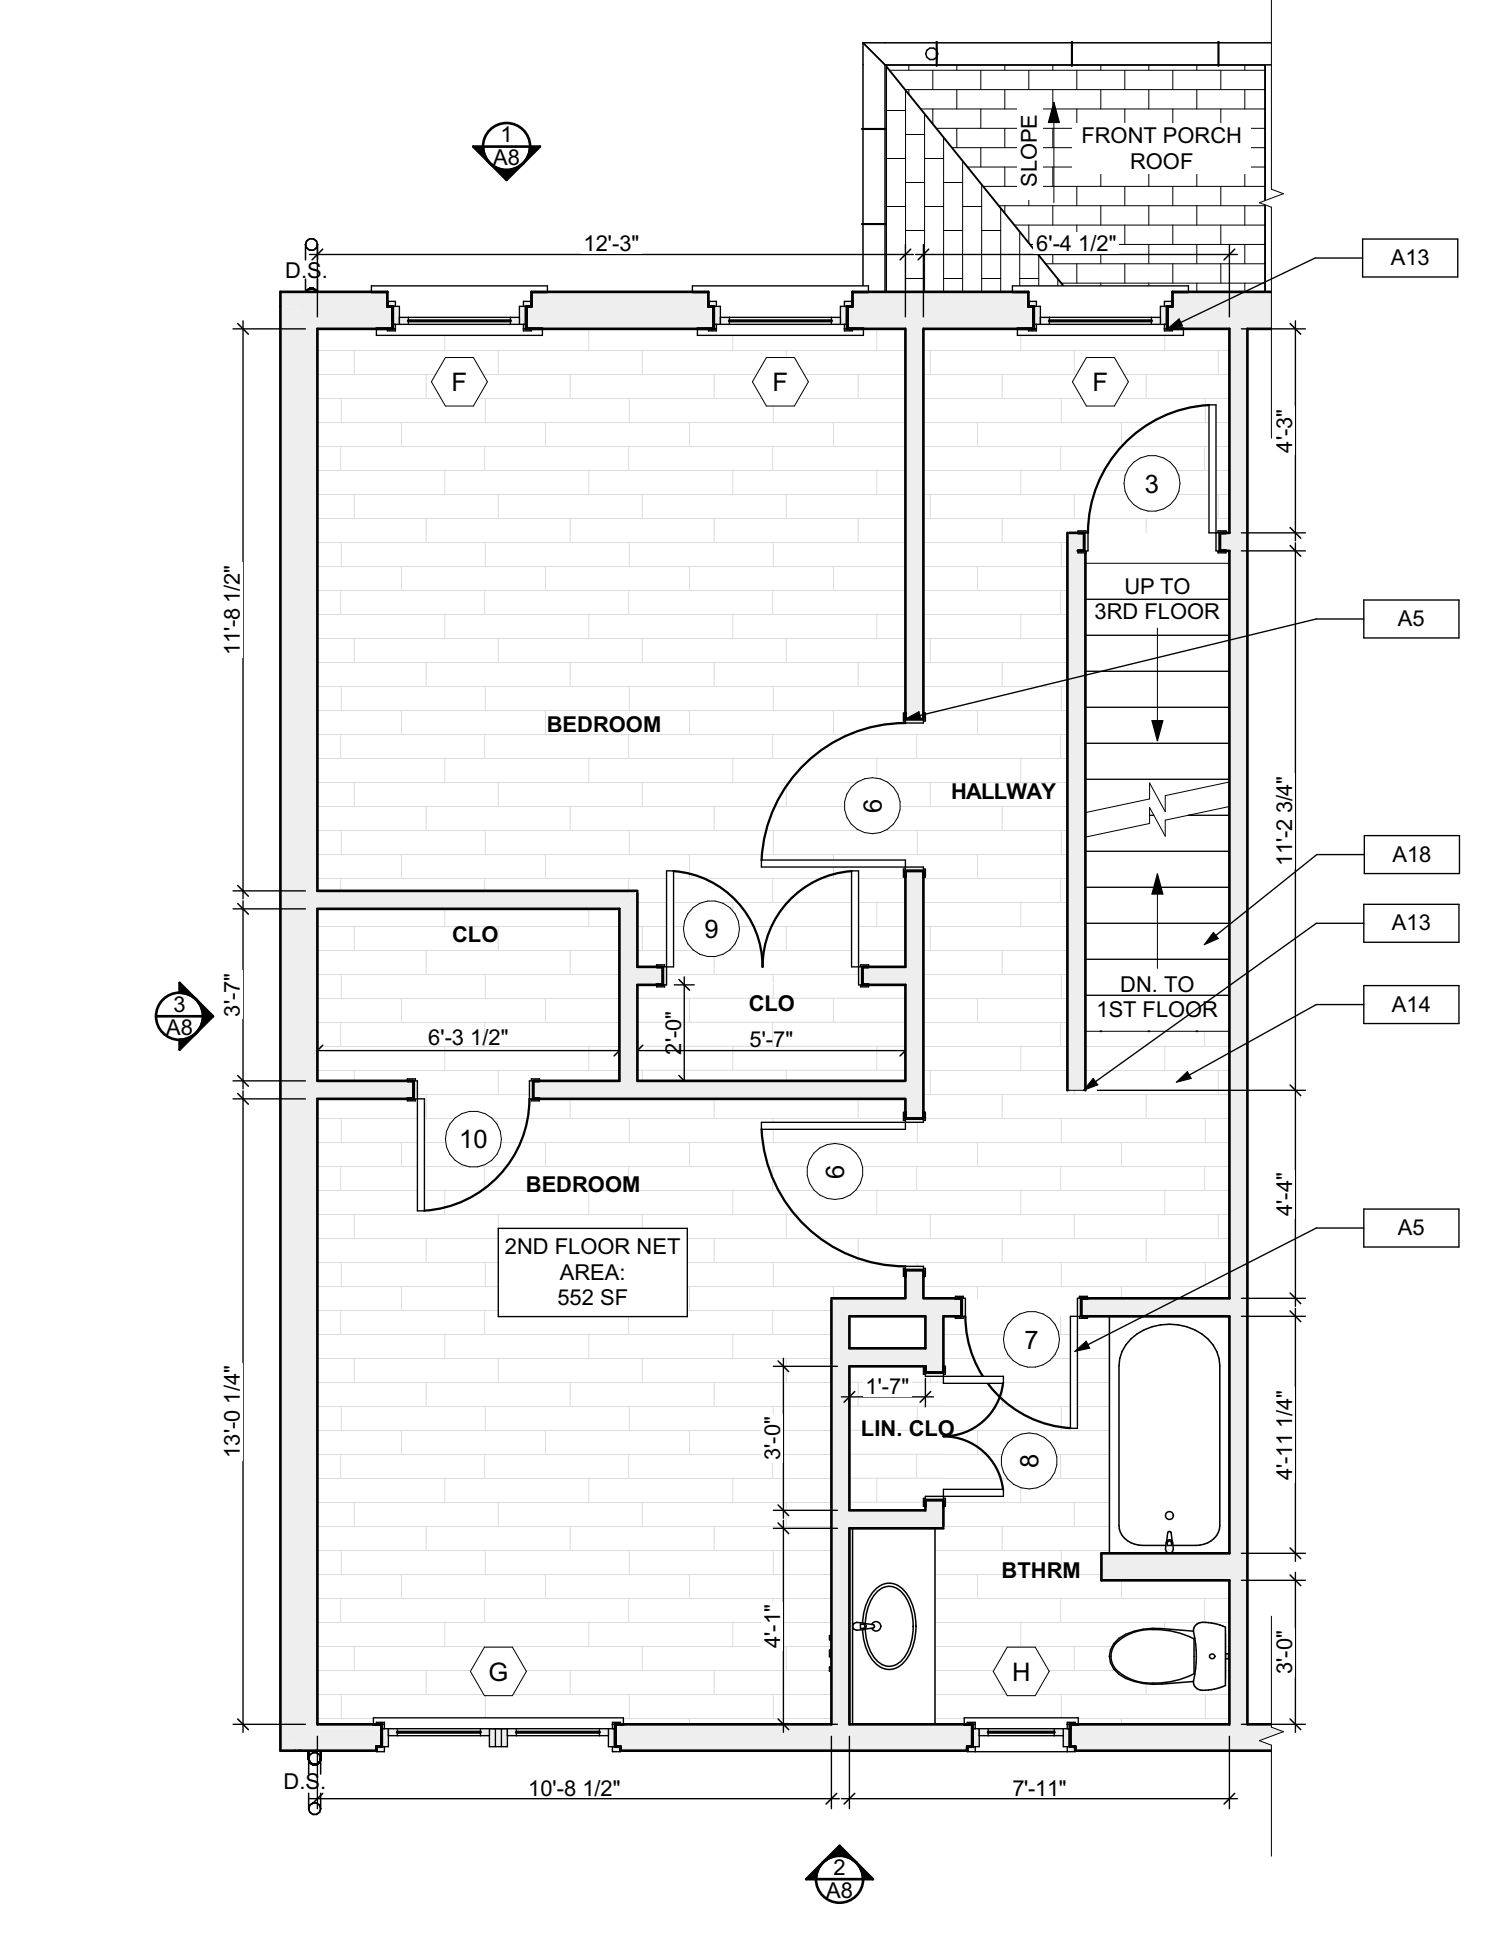 1
A8
SLOPE
FRONT PORCH
ROOF
12'-3"
6'-4 1/2"
D.S.
A13
F
F
F
4'-3"
3
11'-8 1/2"
UP TO
3RD FLOOR
A5
BEDROOM
HALLWAY
6
11'-2 3/4"
A18
9
CLO
A13
3
A8
3'-7"
CLO
DN. TO
1ST FLOOR
A14
6'-3 1/2"
2'-0"
5'-7"
10
BEDROOM
6
4'-4"
A5
2ND FLOOR NET
AREA:
552 SF
7
1'-7"
13'-0 1/4"
3'-0"
LIN. CLO
8
4'-11 1/4"
BTHRM
4'-1"
3'-0"
G
H
D.S.
10'-8 1/2"
7'-11"
2
A8